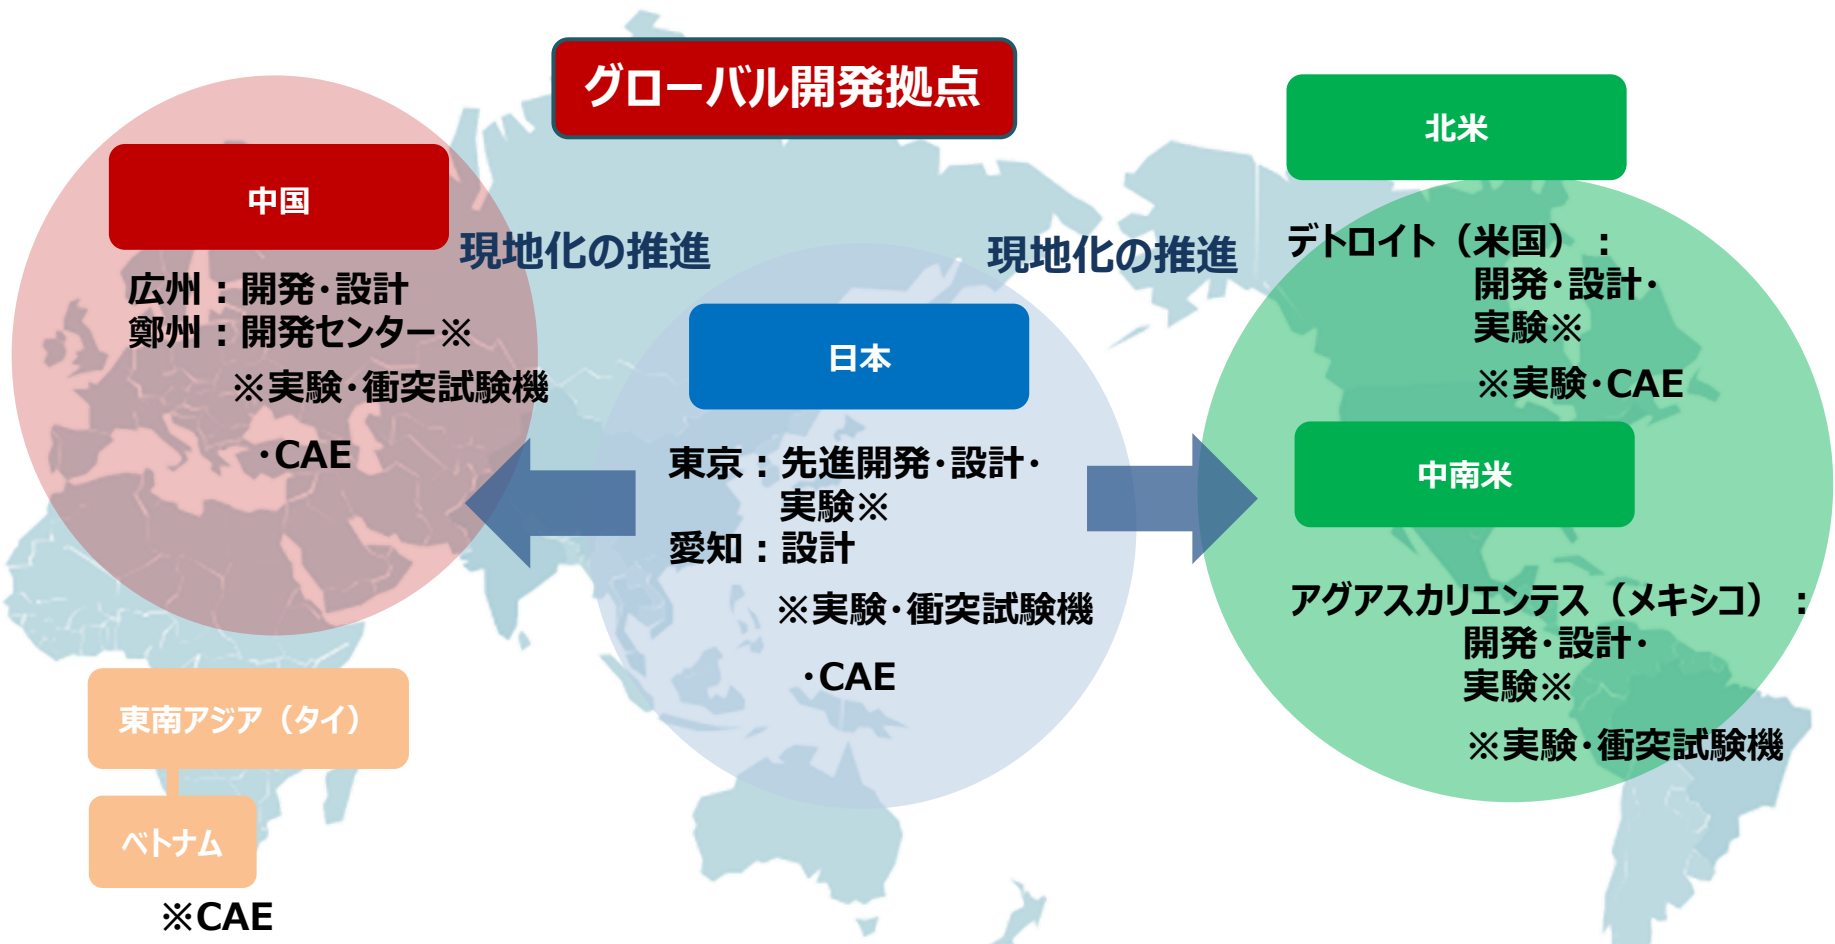 グローバル開発拠点
中国
現地化の推進
広州：開発・設計
鄭州：開発センター※
※実験・衝突試験機
・CAE
日本
東京：先進開発・設計・
実験※
愛知：設計
※実験・衝突試験機
・CAE
現地化の推進
北米
デトロイト（米国）：
開発・設計・
実験※
※実験・CAE
中南米
アグアスカリエンテス（メキシコ）：
開発・設計・
実験※
※実験・衝突試験機
東南アジア（タイ）
ベトナム
※CAE